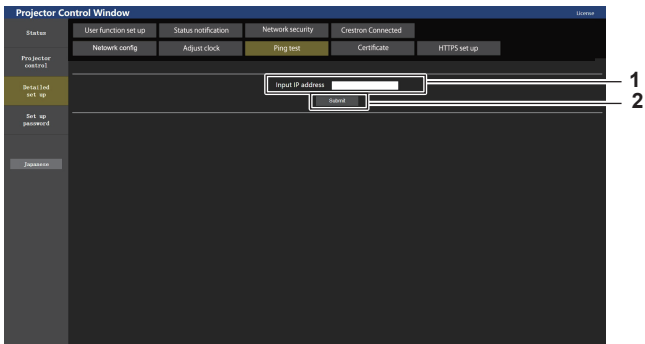 Projector Control Window
License
Status
User function set up
Status notification
Network security
Crestron Connected
Netowrk config
Adjust clock
Ping test
Certificate
HTTPS set up
Projector
control
Detailed
set up
Input IP address
1
Submit
2
Set up
password
Japanese